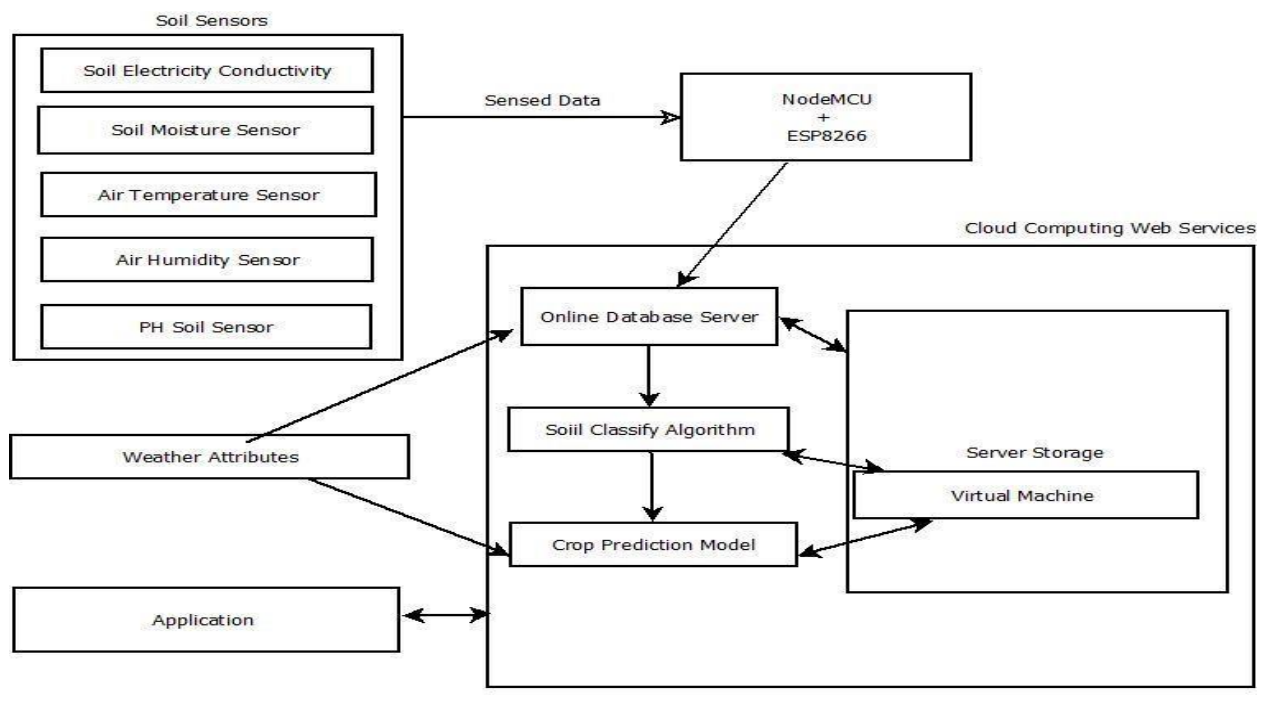 Soil Sensors
Soil Electricity Conductivity
Soil Moisture Sensor
Air Temperature Sensor
Air Humidity Sensor
PH Soil Sensor
Sensed Data
NodeMCU
+
ESP8266
Cloud Computing Web Services
Online Database Server
Soiil Classify Algorithm
Crop Prediction Model
Server Storage
Virtual Machine
Weather Attributes
Application